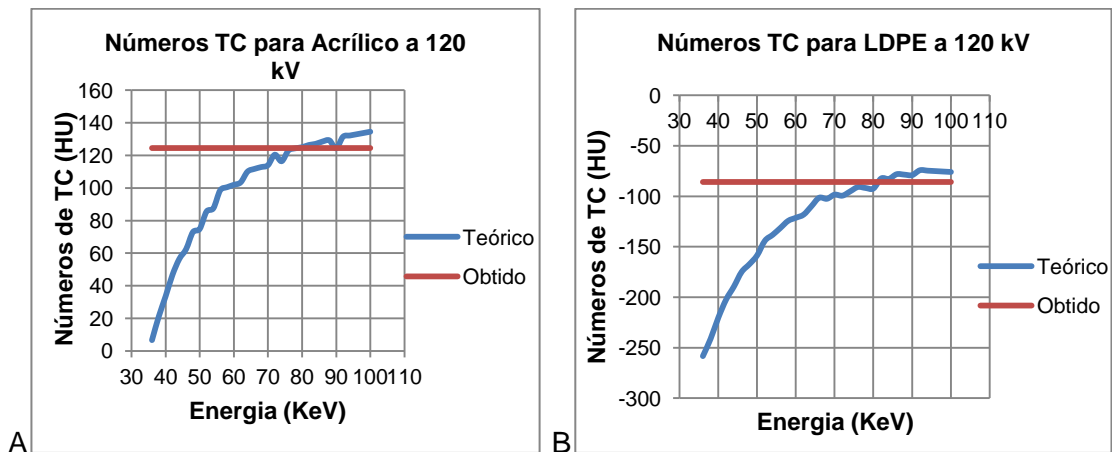 Números TC para Acrílico a 120
kV
160
140
120
100
80
60
40
20
0
30 40 50 60 70 80 90 100 110
Números de TC (HU)
Energia (KeV)
Teórico
Obtido
A
Números TC para LDPE a 120 kV
0
-50
-100
-150
-200
-250
-300
30 40 50 60 70 80 90 100 110
Números de TC (HU)
Energia (KeV)
Teórico
Obtido
B